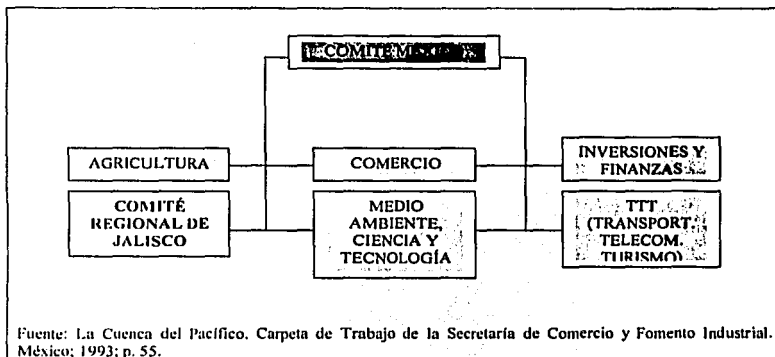 COMITÉ
AGRICULTURA
COMERCIO
INVERSIONES Y
FINANZAS
COMITÉ
REGIONAL DE
JALISCO
MEDIO
AMBIENTE,
CIENCIA Y
TECNOLOGÍA
TTT
(TRANSPORT.
TELECOM.
TURISMO)
Fuente: La Cuenca del Pacífico. Carpeta de Trabajo de la Secretaría de Comercio y Fomento Industrial.
México; 1993; p. 55.